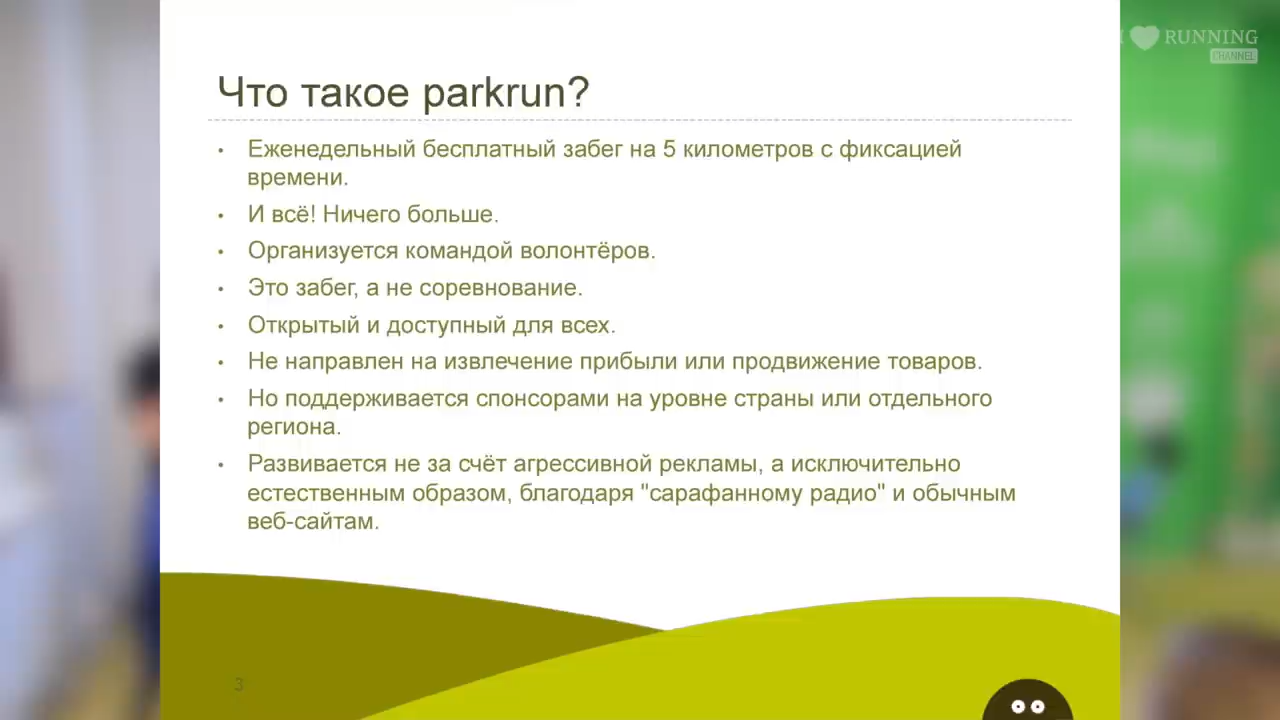 I RUNNING
CHANNEL
Что такое parkrun?
• Еженедельный бесплатный забег на 5 километров с фиксацией
времени.
• И всё! Ничего больше.
• Организуется командой волонтёров.
• Это забег, а не соревнование.
• Открытый и доступный для всех.
• Не направлен на извлечение прибыли или продвижение товаров.
• Но поддерживается спонсорами на уровне страны или отдельного
региона.
• Развивается не за счёт агрессивной рекламы, а исключительно
естественным образом, благодаря "сарафанному радио" и обычным
веб-сайтам.
3